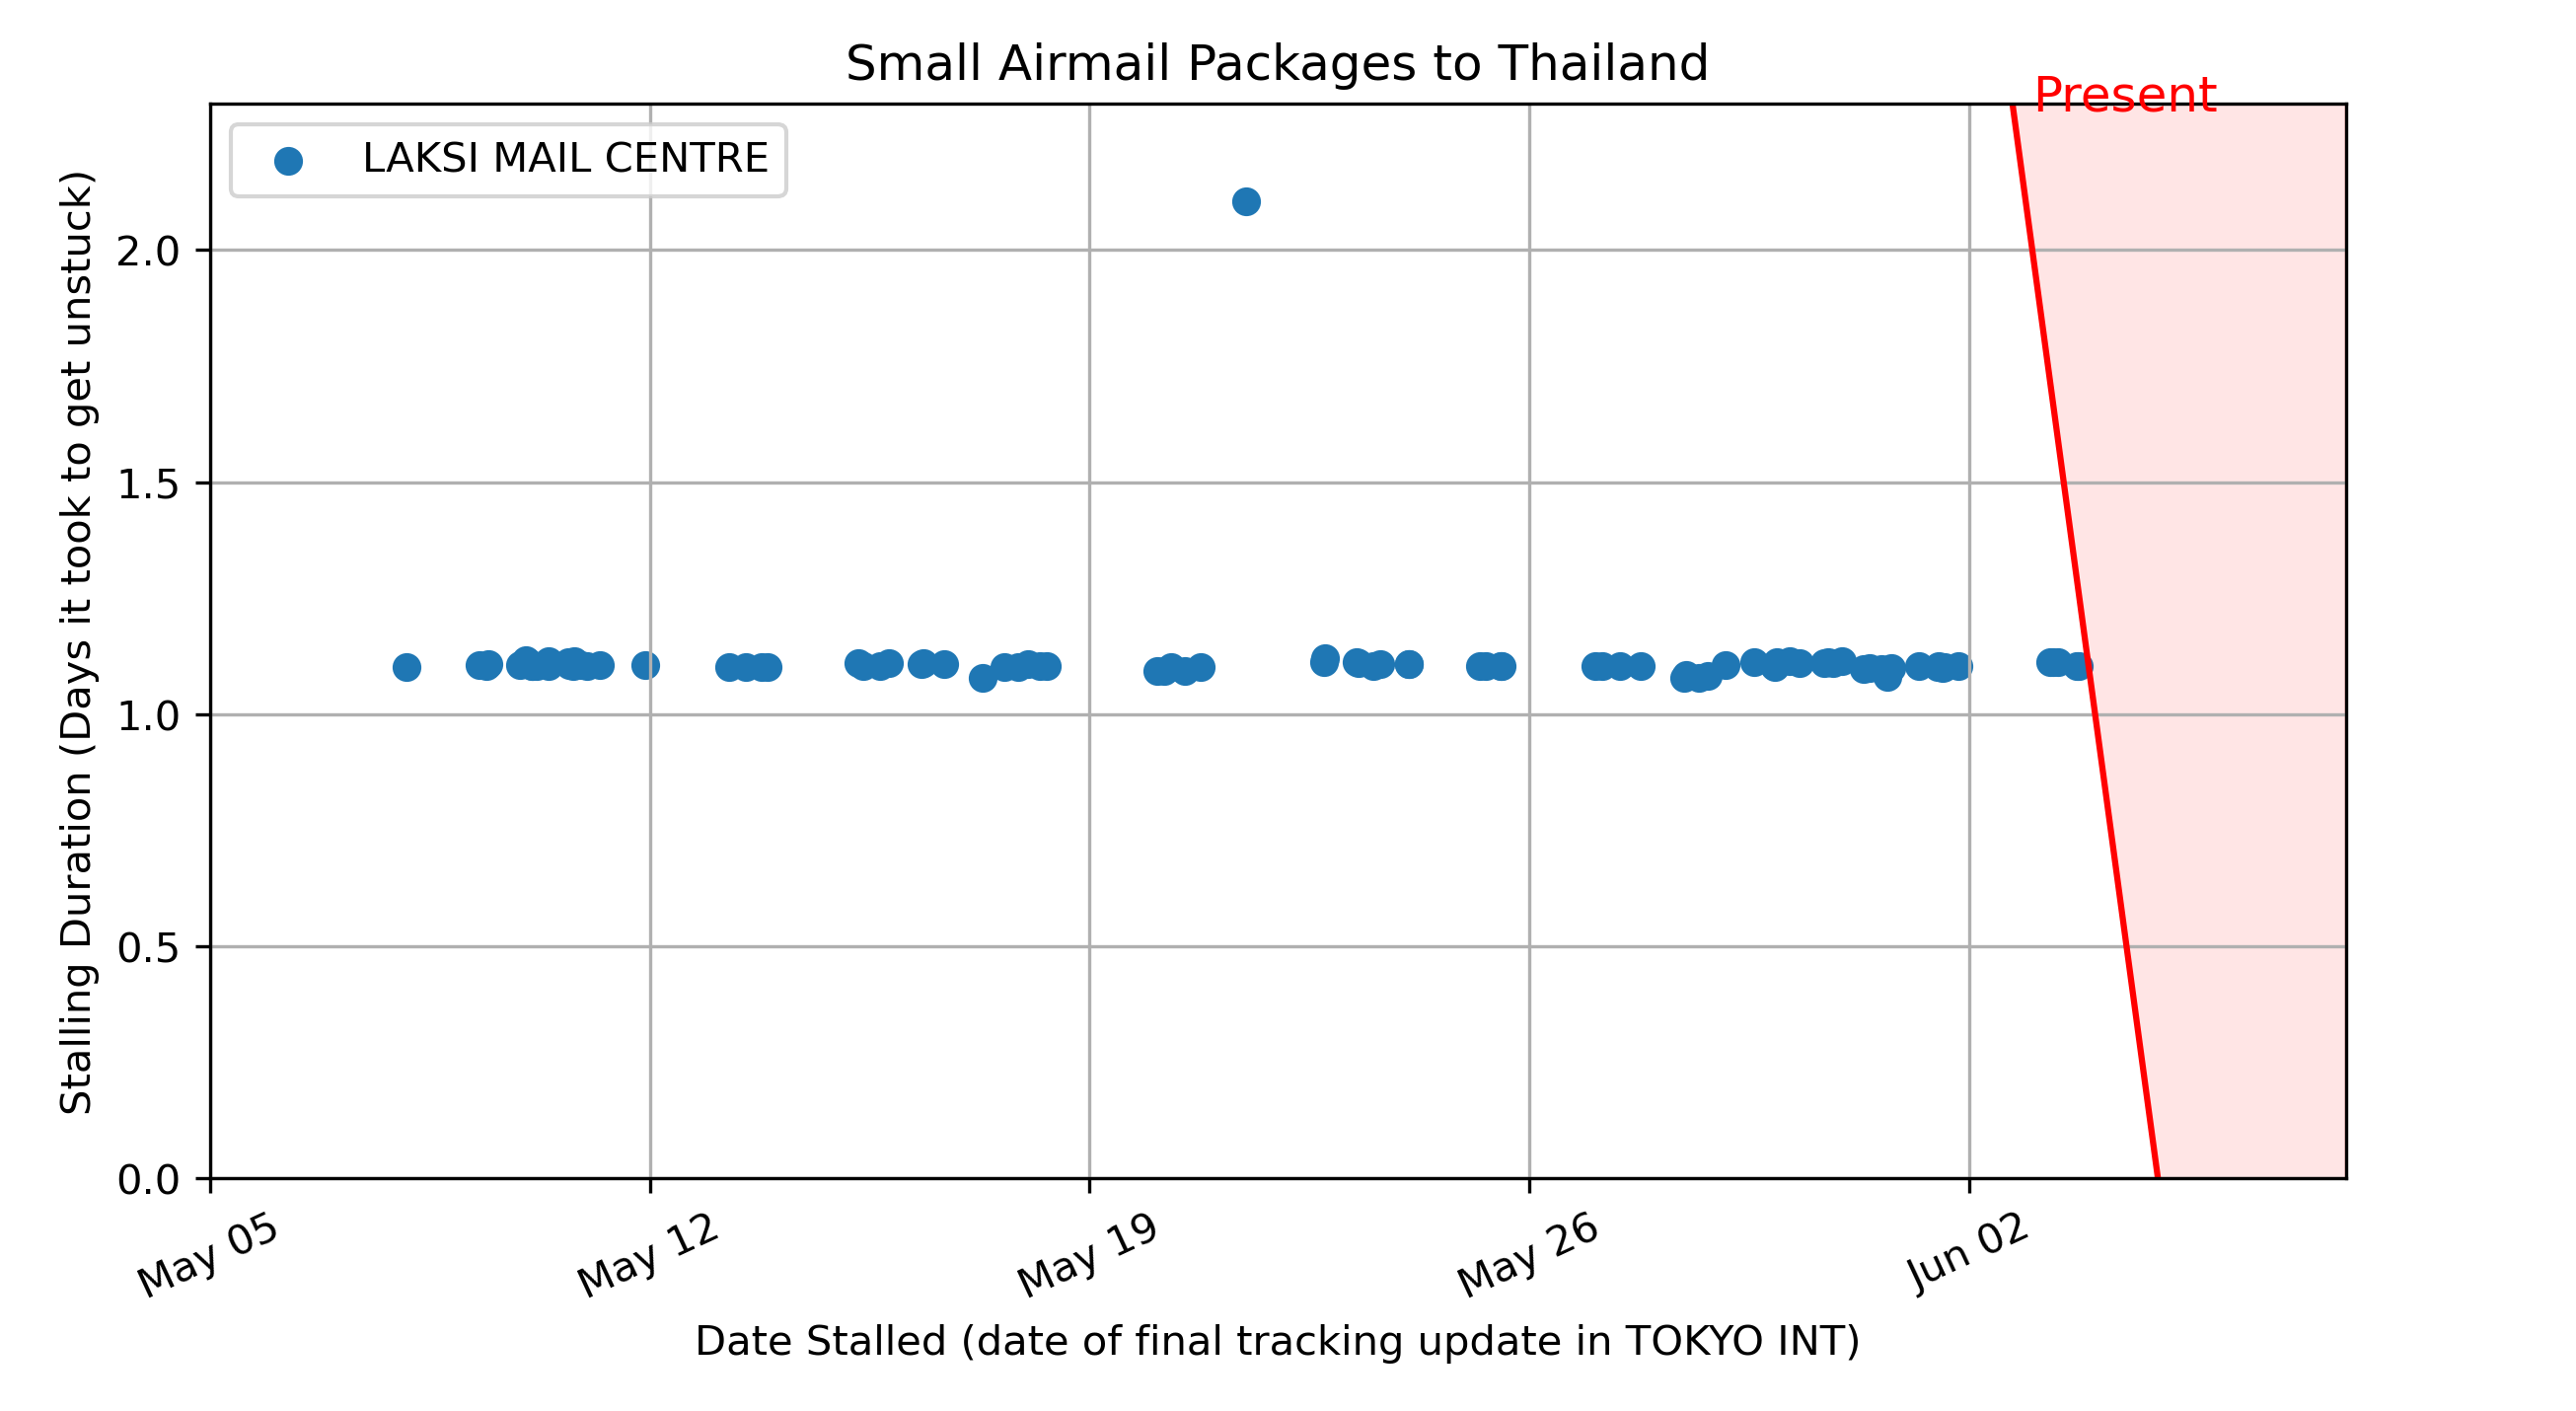 Small Airmail Packages to Thailand
Present
LAKSI MAIL CENTRE
Stalling Duration (Days it took to get unstuck)
2.0
1.5
1.0
0.5
0.0
May 05
May 12
May 19
May 26
Jun 02
Date Stalled (date of final tracking update in TOKYO INT)